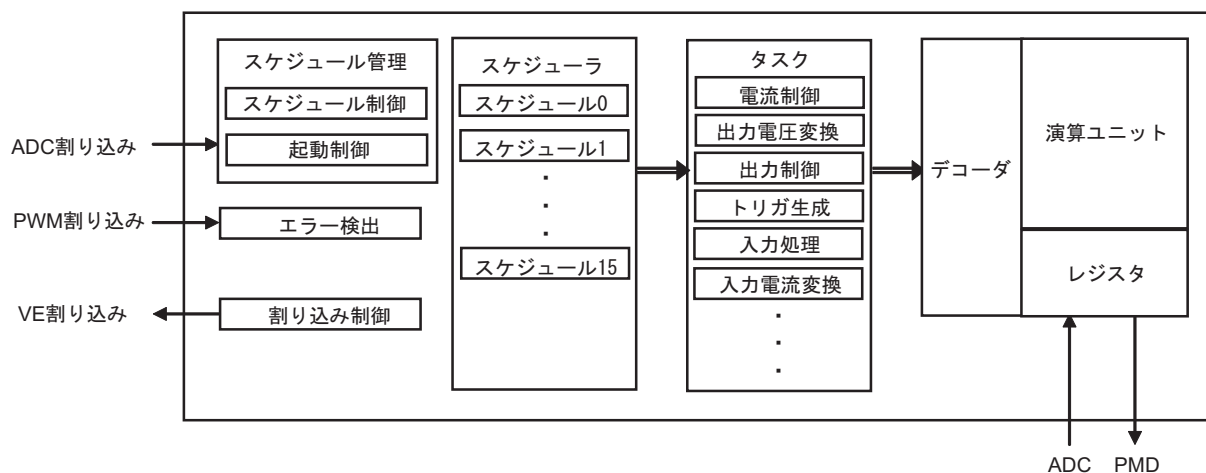 スケジュール管理
スケジュール制御
起動制御
ADC割り込み
PWM割り込み
エラー検出
VE割り込み
割り込み制御
スケジューラ
スケジュール0
スケジュール1
・
・
・
スケジュール15
タスク
電流制御
出力電圧変換
出力制御
トリガ生成
入力処理
入力電流変換
・
・
・
デコーダ
演算ユニット
レジスタ
ADC
PMD